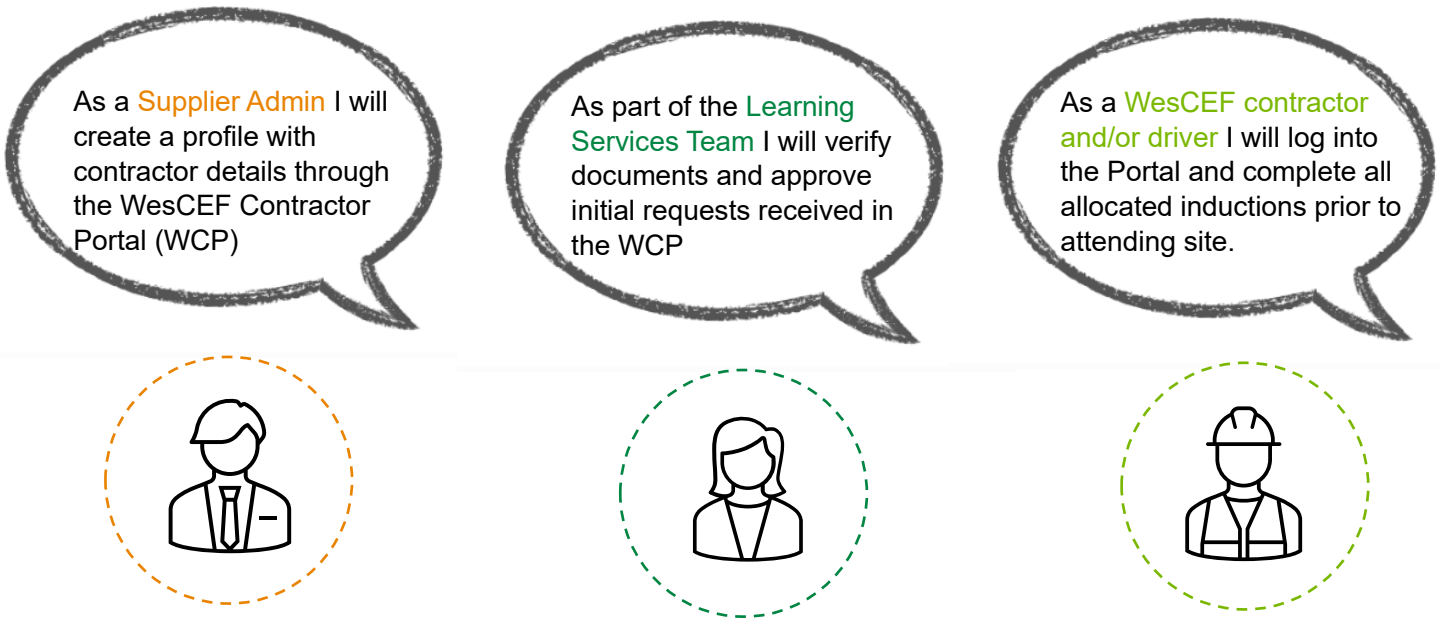 As a Supplier Admin I will
create a profile with
contractor details through
the WesCEF Contractor
Portal (WCP)
As part of the Learning
Services Team I will verify
documents and approve
initial requests received in
the WCP
As a WesCEF contractor
and/or driver I will log into
the Portal and complete all
allocated inductions prior to
attending site.